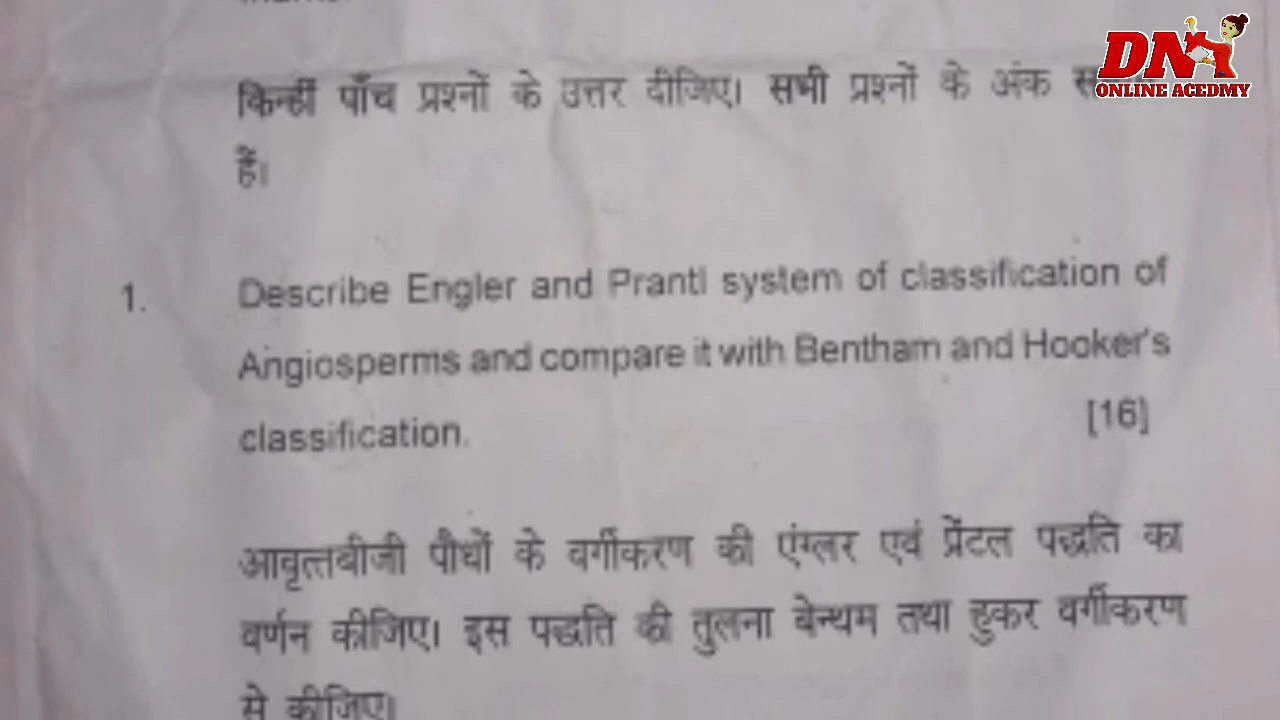 DN
ONLINE ACEDMY
किन्हीं पाँच प्रश्नों के उत्तर दीजिए। सभी प्रश्नों के अंक
हैं।
1. Describe Engler and Prantl system of classification of
Angiosperms and compare it with Bentham and Hooker's
classification. [16]
आवृत्तबीजी पौधों के वर्गीकरण की एंग्लर एवं प्रेंटल पद्धति का
वर्णन कीजिए। इस पद्धति की तुलना बेन्थम तथा हुकर वर्गीकरण
से कीजिए।